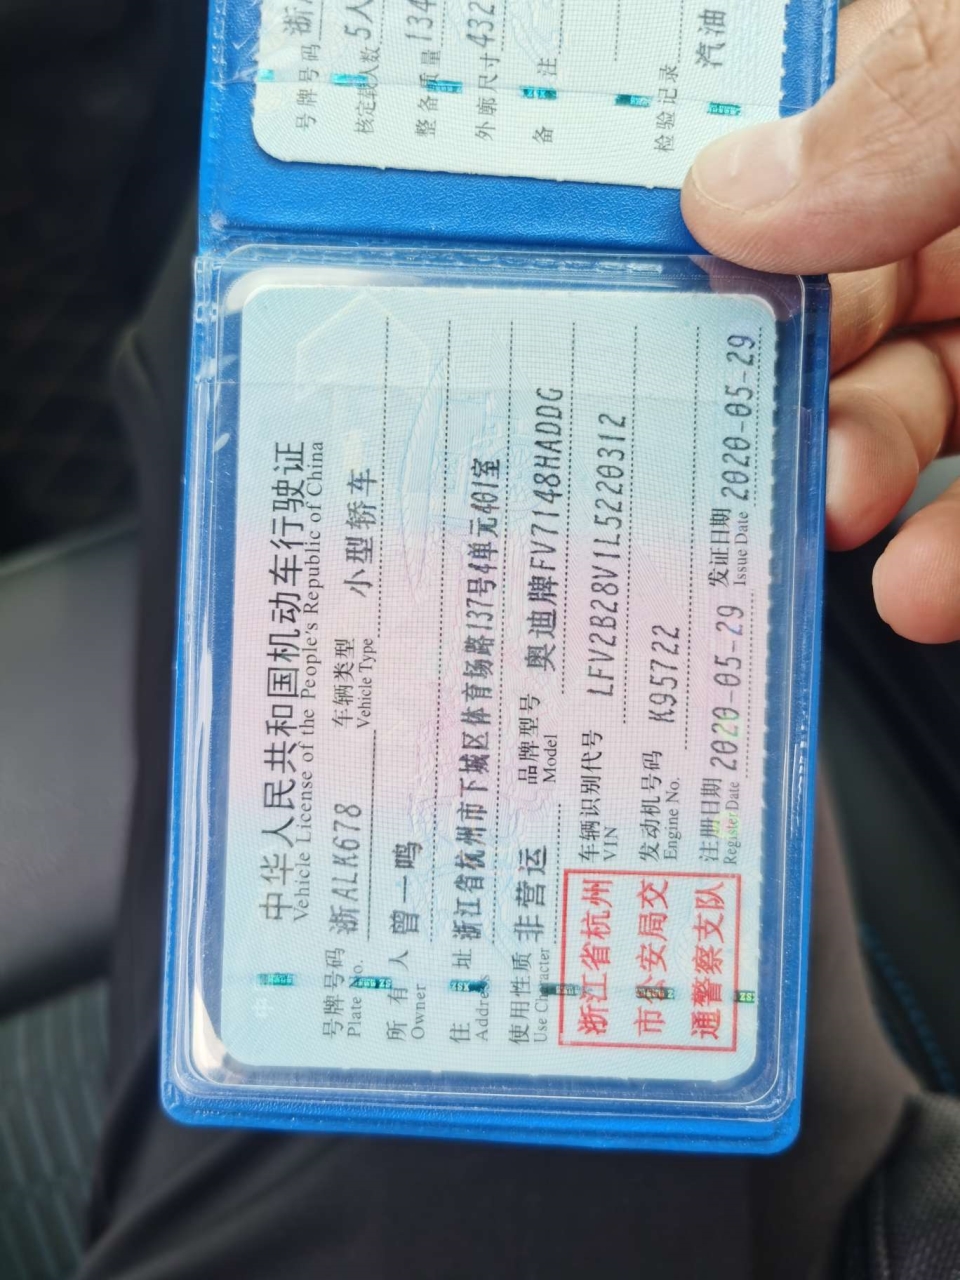 中华人民共和国机动车行驶证
Vehicle License of the People's Republic of China
号牌号码 浙ALK678 车辆类型 小型轿车
Plate No. Vehicle Type
所有人 曾一鸣
Owner
住址 浙江省杭州市下城区体育场路137号4单元401室
Address
使用性质 非营运 品牌型号 奥迪牌FV7148HADDG
Use Character Model
浙江省杭州
市公安局交
通警察支队
车辆识别代号 LFV2B28V1L5220312
VIN
发动机号码 K95722
Engine No.
注册日期 2020-05-29 发证日期 2020-05-29
Register Date Issue Date
号牌号码 浙
核定载人数 5人
整备质量 134
外廓尺寸 432
备注
检验记录 汽油